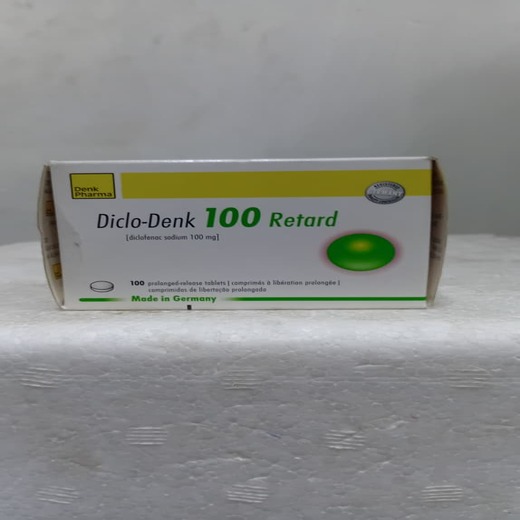 Denk
Pharma
Diclo-Denk 100 Retard
[diclofenac sodium 100 mg]
100 prolonged-release tablets ( comprimés à libération prolongée )
comprimidos de libertação prolongada
Made in Germany